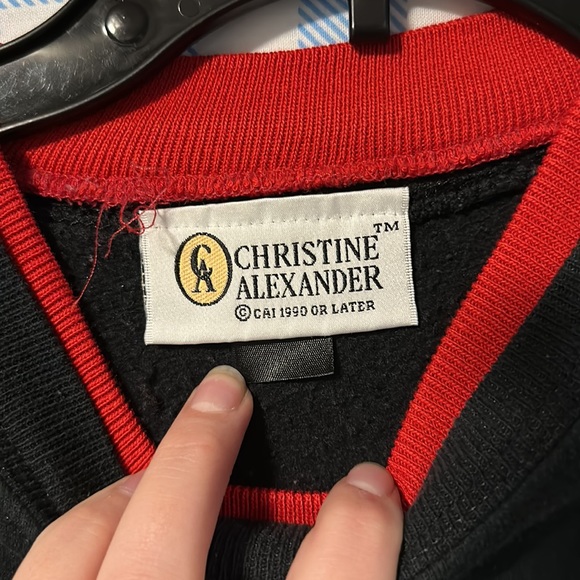 CA
CHRISTINE™
ALEXANDER
© CAI 1990 OR LATER